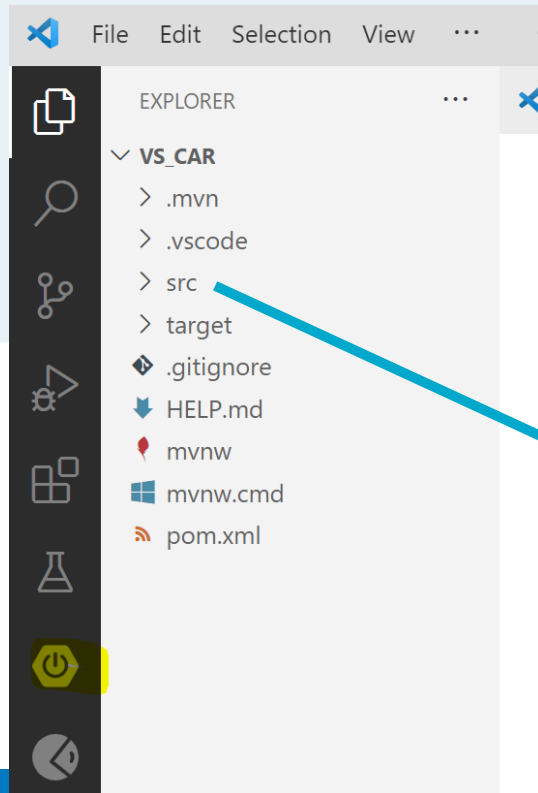 File Edit Selection View ...
EXPLORER ...
VS_CAR
.mvn
.vscode
src
target
.gitignore
HELP.md
mvnw
mvnw.cmd
pom.xml